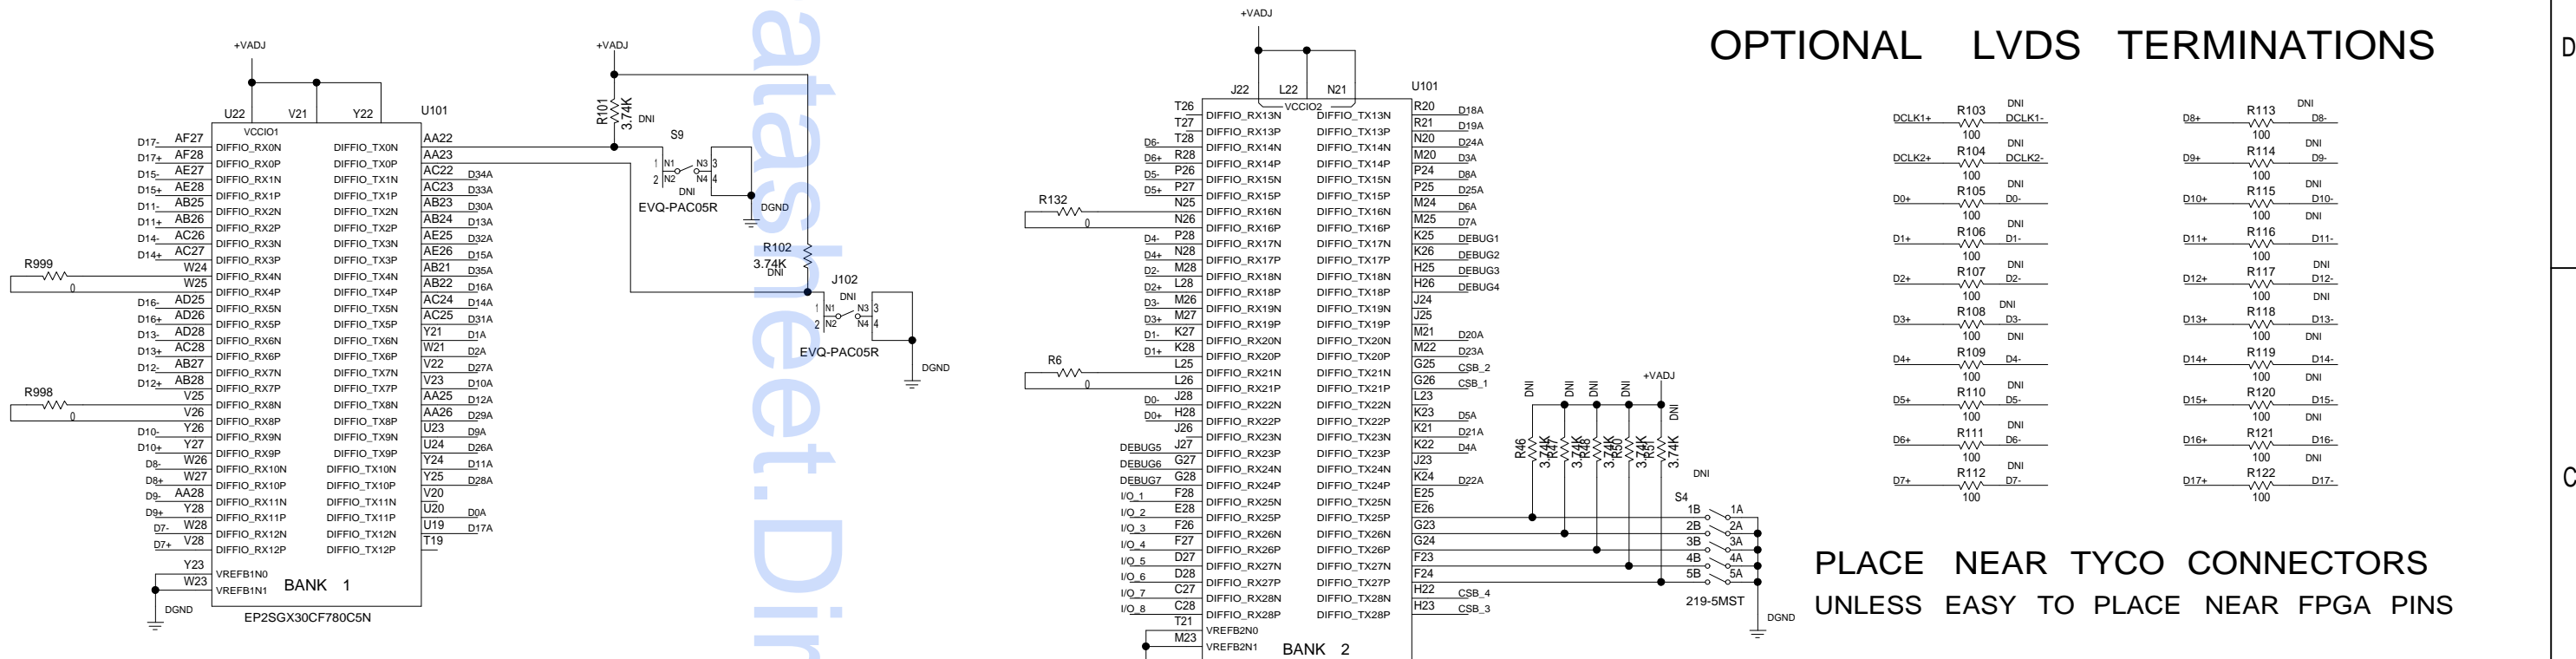 OPTIONAL LVDS TERMINATIONS
D
+VADJ
U22 V21 Y22 U101
VCCIO1
D17- AF27 DIFFIO_RX0N DIFFIO_TX0N AA22
D17+ AF28 DIFFIO_RX0P DIFFIO_TX0P AA23
D15- AE27 DIFFIO_RX1N DIFFIO_TX1N AC22 D34A
D15+ AE28 DIFFIO_RX1P DIFFIO_TX1P AC23 D33A
D11- AB25 DIFFIO_RX2N DIFFIO_TX2N AB23 D30A
D11+ AB26 DIFFIO_RX2P DIFFIO_TX2P AB24 D13A
D14- AC26 DIFFIO_RX3N DIFFIO_TX3N AE25 D32A
D14+ AC27 DIFFIO_RX3P DIFFIO_TX3P AE26 D15A
R999 0
W24 DIFFIO_RX4N DIFFIO_TX4N AB21 D35A
W25 DIFFIO_RX4P DIFFIO_TX4P AB22 D16A
D16- AD25 DIFFIO_RX5N DIFFIO_TX5N AC24 D14A
D16+ AD26 DIFFIO_RX5P DIFFIO_TX5P AC25 D31A
D13- AD28 DIFFIO_RX6N DIFFIO_TX6N Y21 D1A
D13+ AC28 DIFFIO_RX6P DIFFIO_TX6P W21 D2A
D12- AB27 DIFFIO_RX7N DIFFIO_TX7N V22 D27A
D12+ AB28 DIFFIO_RX7P DIFFIO_TX7P V23 D10A
R998 0
V25 DIFFIO_RX8N DIFFIO_TX8N AA25 D12A
V26 DIFFIO_RX8P DIFFIO_TX8P AA26 D29A
D10- Y26 DIFFIO_RX9N DIFFIO_TX9N U23 D9A
D10+ Y27 DIFFIO_RX9P DIFFIO_TX9P U24 D26A
D8- W26 DIFFIO_RX10N DIFFIO_TX10N Y24 D11A
D8+ W27 DIFFIO_RX10P DIFFIO_TX10P Y25 D28A
D9- AA28 DIFFIO_RX11N DIFFIO_TX11N V20
D9+ Y28 DIFFIO_RX11P DIFFIO_TX11P U20 D0A
D7- W28 DIFFIO_RX12N DIFFIO_TX12N U19 D17A
D7+ V28 DIFFIO_RX12P DIFFIO_TX12P T19
Y23 VREFB1N0
W23 VREFB1N1
BANK 1
DGND
EP2SGX30CF780C5N
+VADJ
R101 3.74K DNI
S9
1 N1 N3 3
2 N2 N4 4
DNI
EVQ-PAC05R
DGND
R102
3.74K
DNI
J102
DNI
1 N1 N3 3
2 N2 N4 4
EVQ-PAC05R
DGND
atasheet.Dir
+VADJ
J22 L22 N21 U101
VCCIO2
T26 DIFFIO_RX13N DIFFIO_TX13N R20 D18A
T27 DIFFIO_RX13P DIFFIO_TX13P R21 D19A
D6- T28 DIFFIO_RX14N DIFFIO_TX14N N20 D24A
D6+ R28 DIFFIO_RX14P DIFFIO_TX14P M20 D3A
D5- P26 DIFFIO_RX15N DIFFIO_TX15N P24 D8A
D5+ P27 DIFFIO_RX15P DIFFIO_TX15P P25 D25A
R132 0
N25 DIFFIO_RX16N DIFFIO_TX16N M24 D6A
N26 DIFFIO_RX16P DIFFIO_TX16P M25 D7A
D4- P28 DIFFIO_RX17N DIFFIO_TX17N K25 DEBUG1
D4+ N28 DIFFIO_RX17P DIFFIO_TX17P K26 DEBUG2
D2- M28 DIFFIO_RX18N DIFFIO_TX18N H25 DEBUG3
D2+ L28 DIFFIO_RX18P DIFFIO_TX18P H26 DEBUG4
D3- M26 DIFFIO_RX19N DIFFIO_TX19N J24
D3+ M27 DIFFIO_RX19P DIFFIO_TX19P J25
D1- K27 DIFFIO_RX20N DIFFIO_TX20N M21 D20A
D1+ K28 DIFFIO_RX20P DIFFIO_TX20P M22 D23A
R6 0
L25 DIFFIO_RX21N DIFFIO_TX21N G25 CSB_2
L26 DIFFIO_RX21P DIFFIO_TX21P G26 CSB_1
D0- J28 DIFFIO_RX22N DIFFIO_TX22N L23
D0+ H28 DIFFIO_RX22P DIFFIO_TX22P K23 D5A
J26 DIFFIO_RX23N DIFFIO_TX23N K21 D21A
DEBUG5 J27 DIFFIO_RX23P DIFFIO_TX23P K22 D4A
DEBUG6 G27 DIFFIO_RX24N DIFFIO_TX24N J23
DEBUG7 G28 DIFFIO_RX24P DIFFIO_TX24P K24 D22A
I/O_1 F28 DIFFIO_RX25N DIFFIO_TX25N E25
I/O_2 E28 DIFFIO_RX25P DIFFIO_TX25P E26
I/O_3 F26 DIFFIO_RX26N DIFFIO_TX26N G23
I/O_4 F27 DIFFIO_RX26P DIFFIO_TX26P G24
I/O_5 D27 DIFFIO_RX27N DIFFIO_TX27N F23
I/O_6 D28 DIFFIO_RX27P DIFFIO_TX27P F24
I/O_7 C27 DIFFIO_RX28N DIFFIO_TX28N H22 CSB_4
I/O_8 C28 DIFFIO_RX28P DIFFIO_TX28P H23 CSB_3
T21 VREFB2N0
M23 VREFB2N1
BANK 2
+VADJ
DNI DNI DNI DNI DNI
R46 3.74K R47 3.74K R48 3.74K R50 3.74K R51 3.74K
DNI
S4
1B 1A
2B 2A
3B 3A
4B 4A
5B 5A
219-5MST
DGND
DCLK1+ R103 100 DNI DCLK1-
DCLK2+ R104 100 DNI DCLK2-
D0+ R105 100 DNI D0-
D1+ R106 100 DNI D1-
D2+ R107 100 DNI D2-
D3+ R108 100 DNI D3-
D4+ R109 100 DNI D4-
D5+ R110 100 DNI D5-
D6+ R111 100 DNI D6-
D7+ R112 100 DNI D7-
D8+ R113 100 DNI D8-
D9+ R114 100 DNI D9-
D10+ R115 100 DNI D10-
D11+ R116 100 DNI D11-
D12+ R117 100 DNI D12-
D13+ R118 100 DNI D13-
D14+ R119 100 DNI D14-
D15+ R120 100 DNI D15-
D16+ R121 100 DNI D16-
D17+ R122 100 DNI D17-
C
PLACE NEAR TYCO CONNECTORS
UNLESS EASY TO PLACE NEAR FPGA PINS